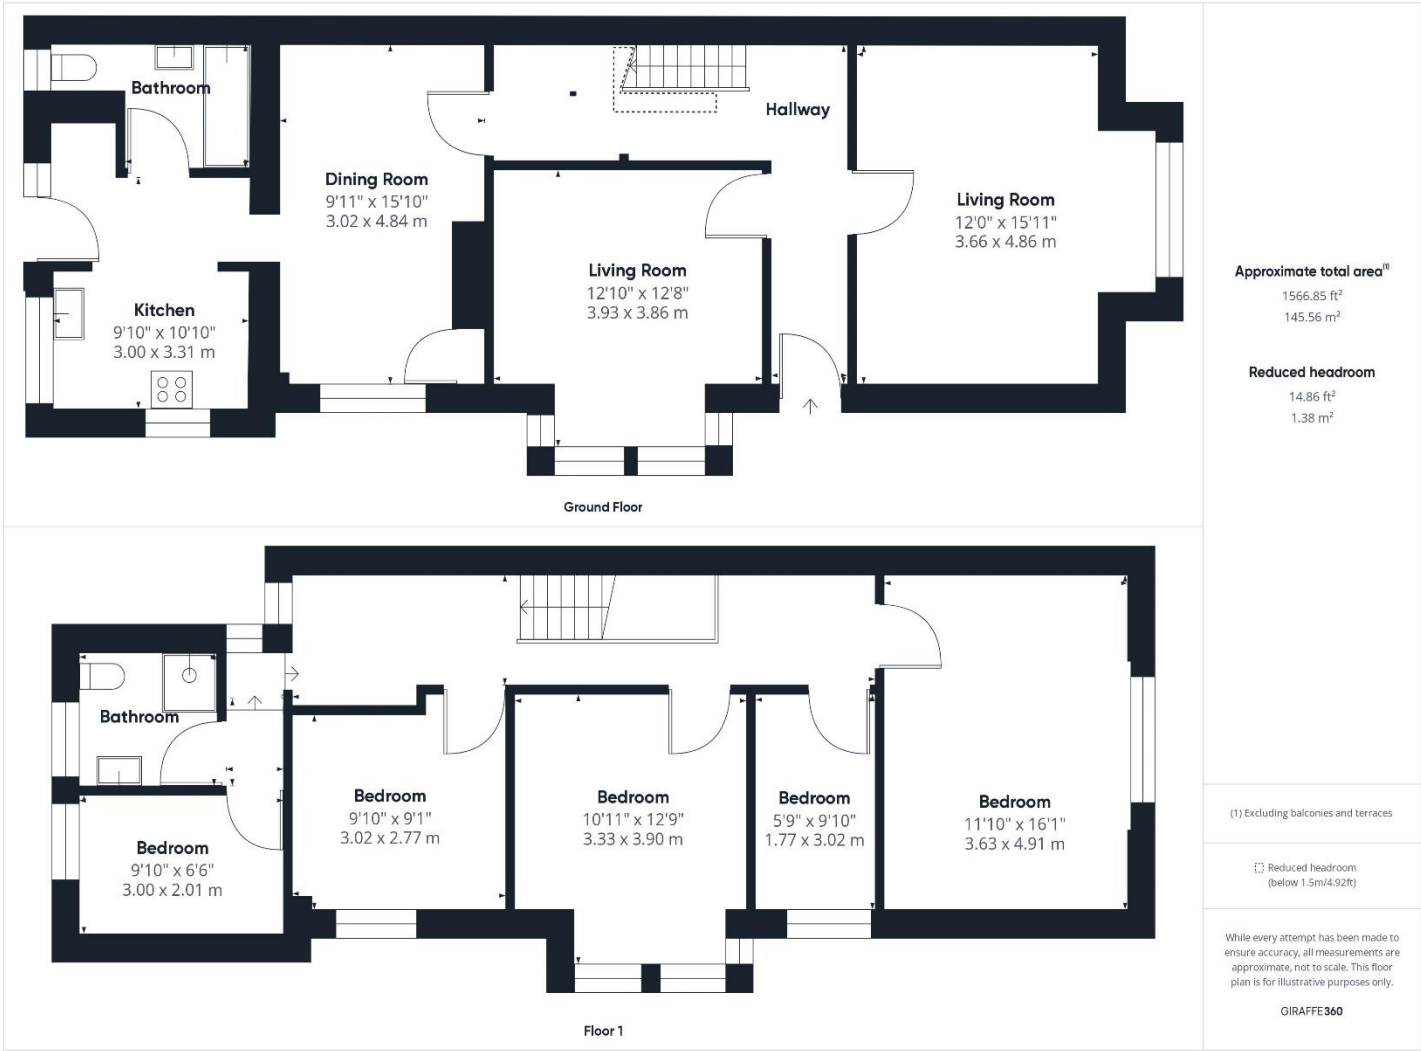 Bathroom
Hallway
Dining Room
9'11" x 15'10"
3.02 x 4.84 m
Living Room
12'0" x 15'11"
3.66 x 4.86 m
Living Room
12'10" x 12'8"
3.93 x 3.86 m
Kitchen
9'10" x 10'10"
3.00 x 3.31 m
Ground Floor
Bathroom
Bedroom
9'10" x 6'6"
3.00 x 2.01 m
Bedroom
9'10" x 9'1"
3.02 x 2.77 m
Bedroom
10'11" x 12'9"
3.33 x 3.90 m
Bedroom
5'9" x 9'10"
1.77 x 3.02 m
Bedroom
11'10" x 16'1"
3.63 x 4.91 m
Floor 1
Approximate total area(1)
1566.85 ft²
145.56 m²
Reduced headroom
14.86 ft²
1.38 m²
(1) Excluding balconies and terraces
Reduced headroom
(below 1.5m/4.92ft)
While every attempt has been made to
ensure accuracy, all measurements are
approximate, not to scale. This floor
plan is for illustrative purposes only.
GIRAFFE360